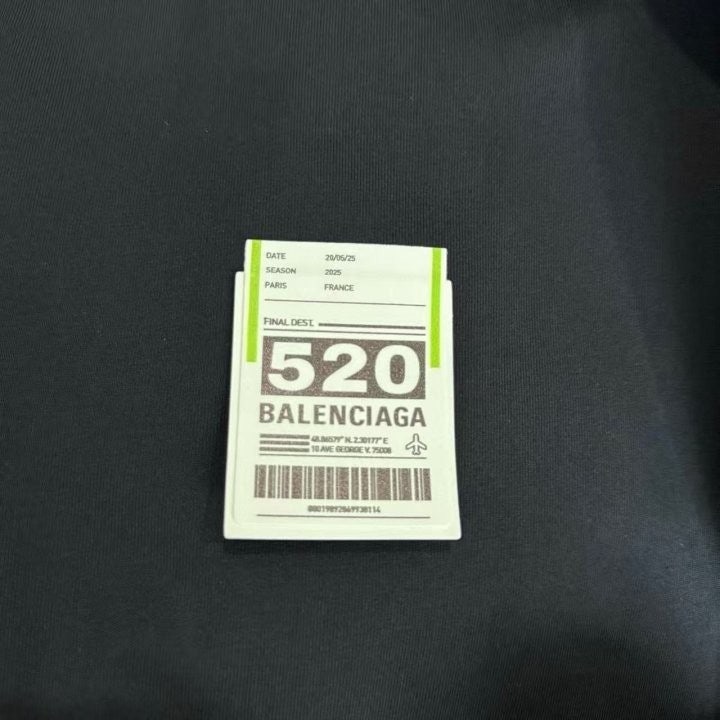 DATE 20/05/25
SEASON 2025
PARIS FRANCE
FINAL DEST.
520
BALENCIAGA
48.86579° N, 2.30177° E
10 AVE GEORGE V, 75008
08019892869938114